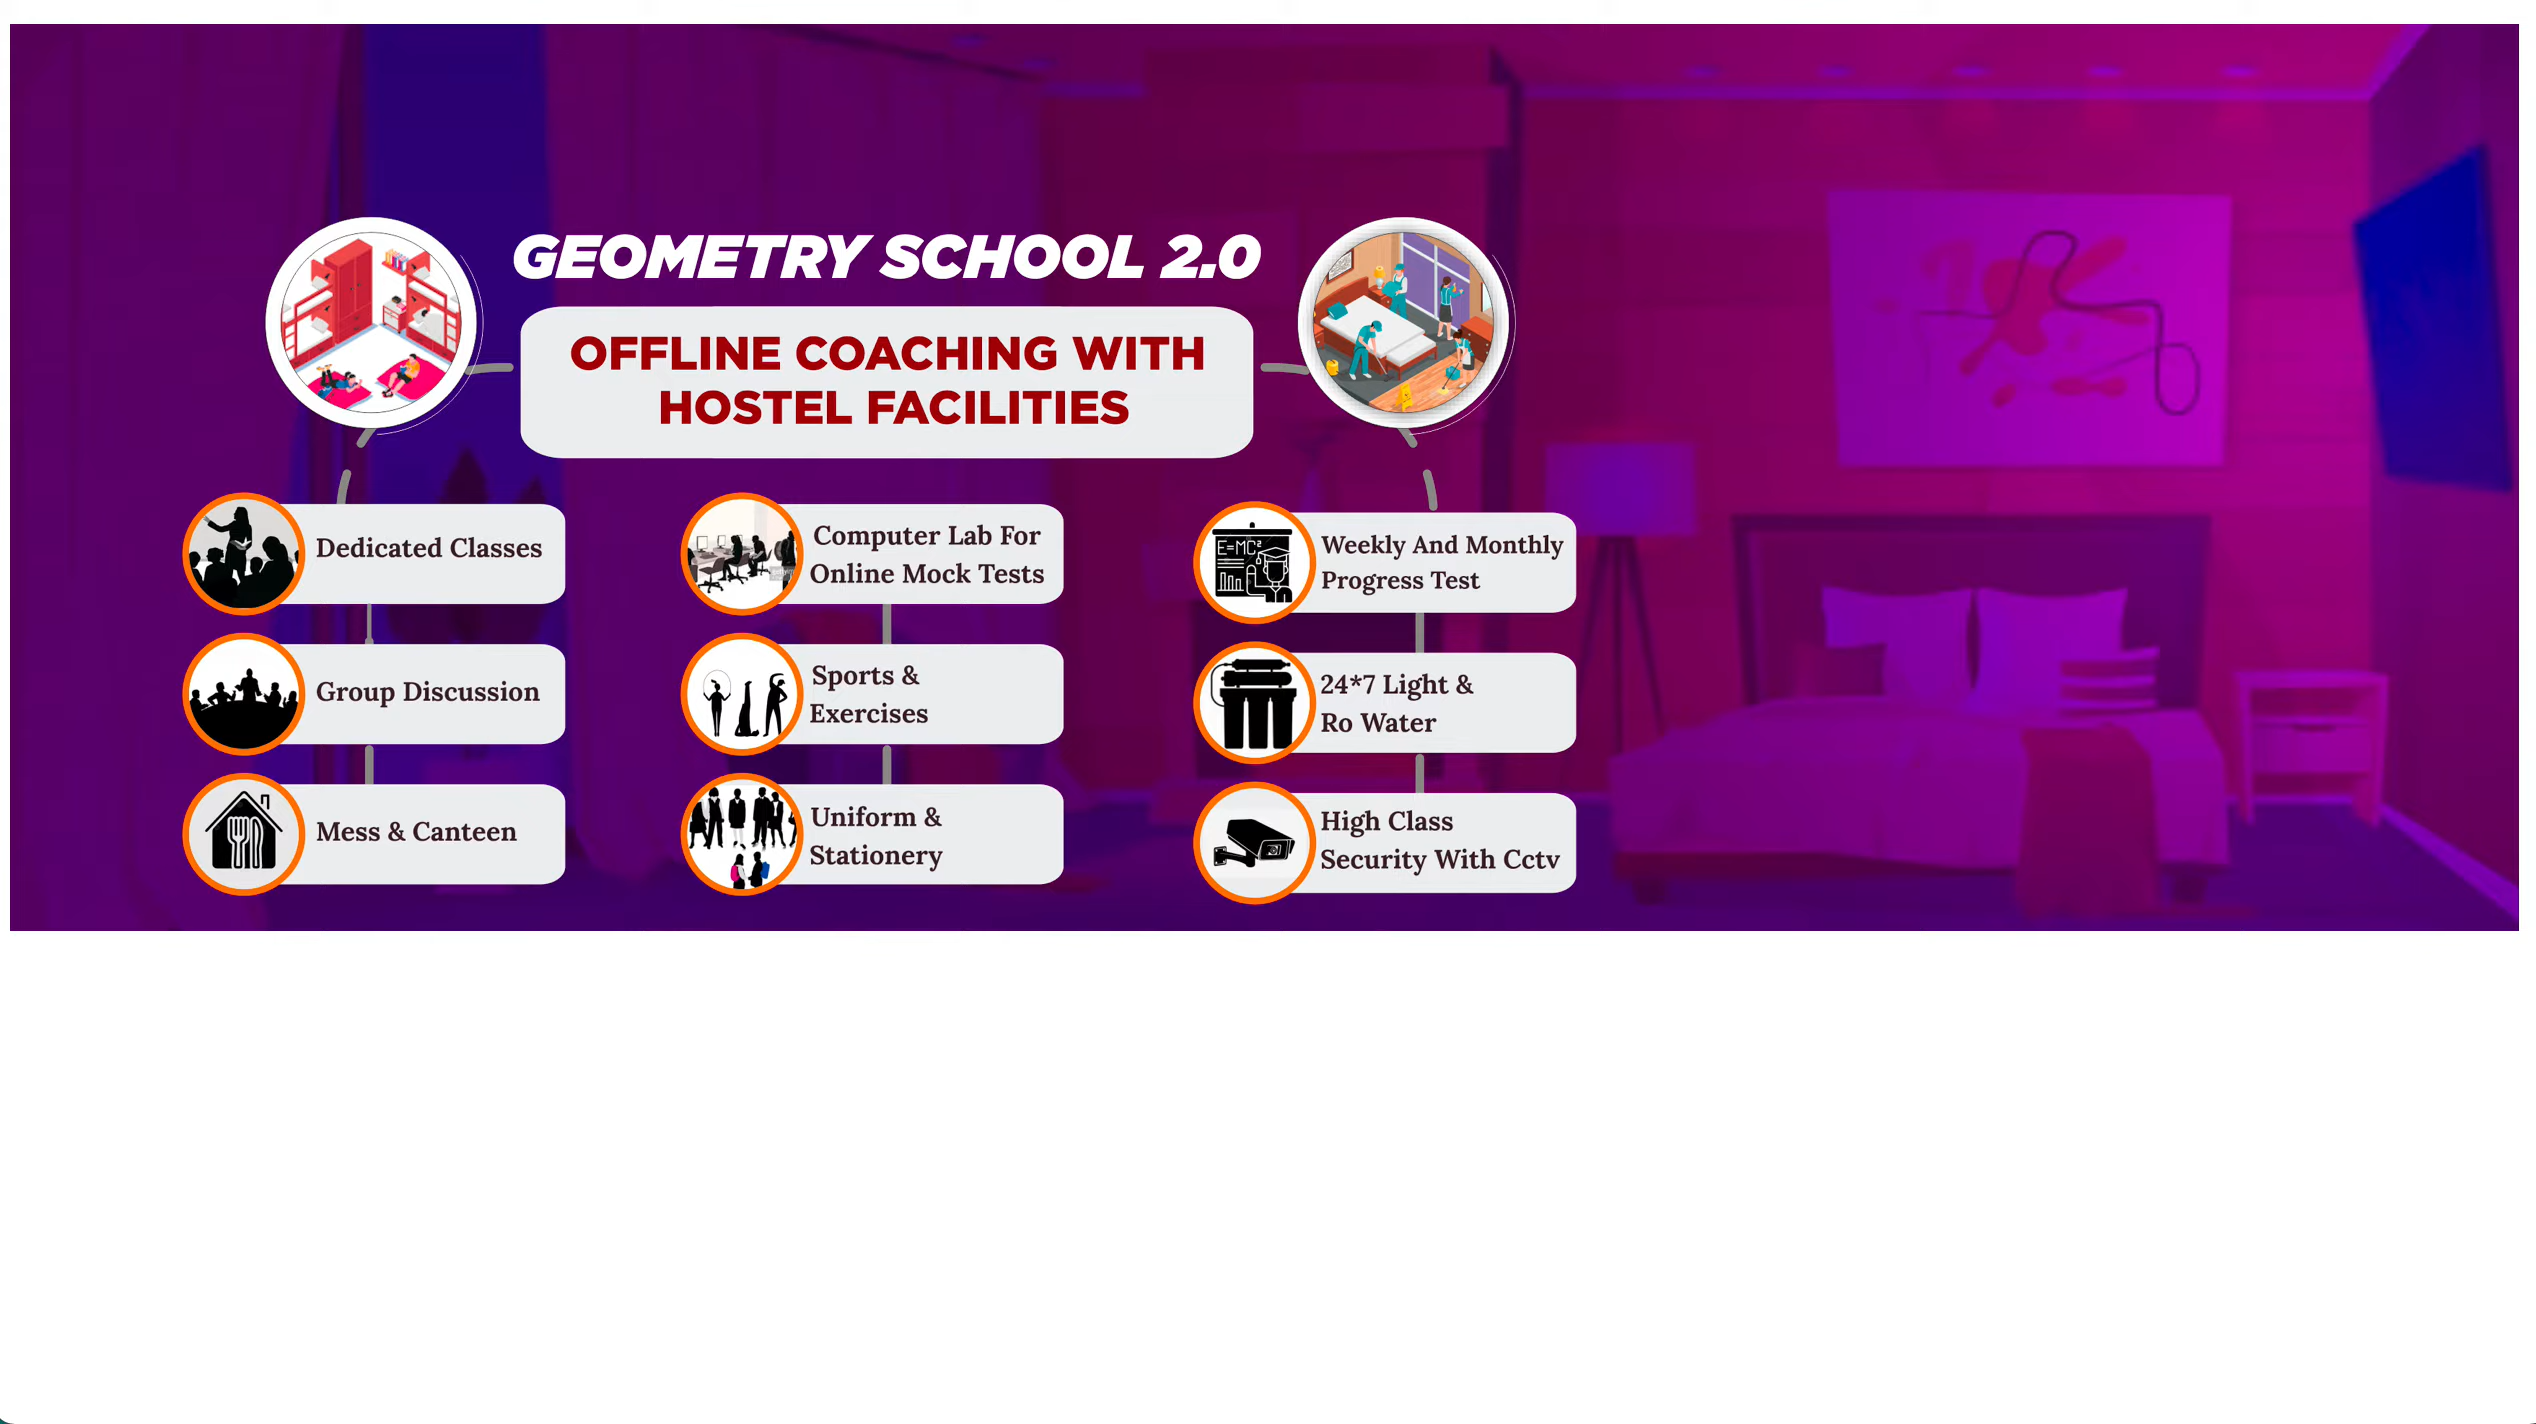 GEOMETRY SCHOOL 2.0
OFFLINE COACHING WITH
HOSTEL FACILITIES
Dedicated Classes
Group Discussion
Mess & Canteen
Computer Lab For
Online Mock Tests
Sports &
Exercises
Uniform &
Stationery
E=MC²
Weekly And Monthly
Progress Test
24*7 Light &
Ro Water
High Class
Security With Cctv